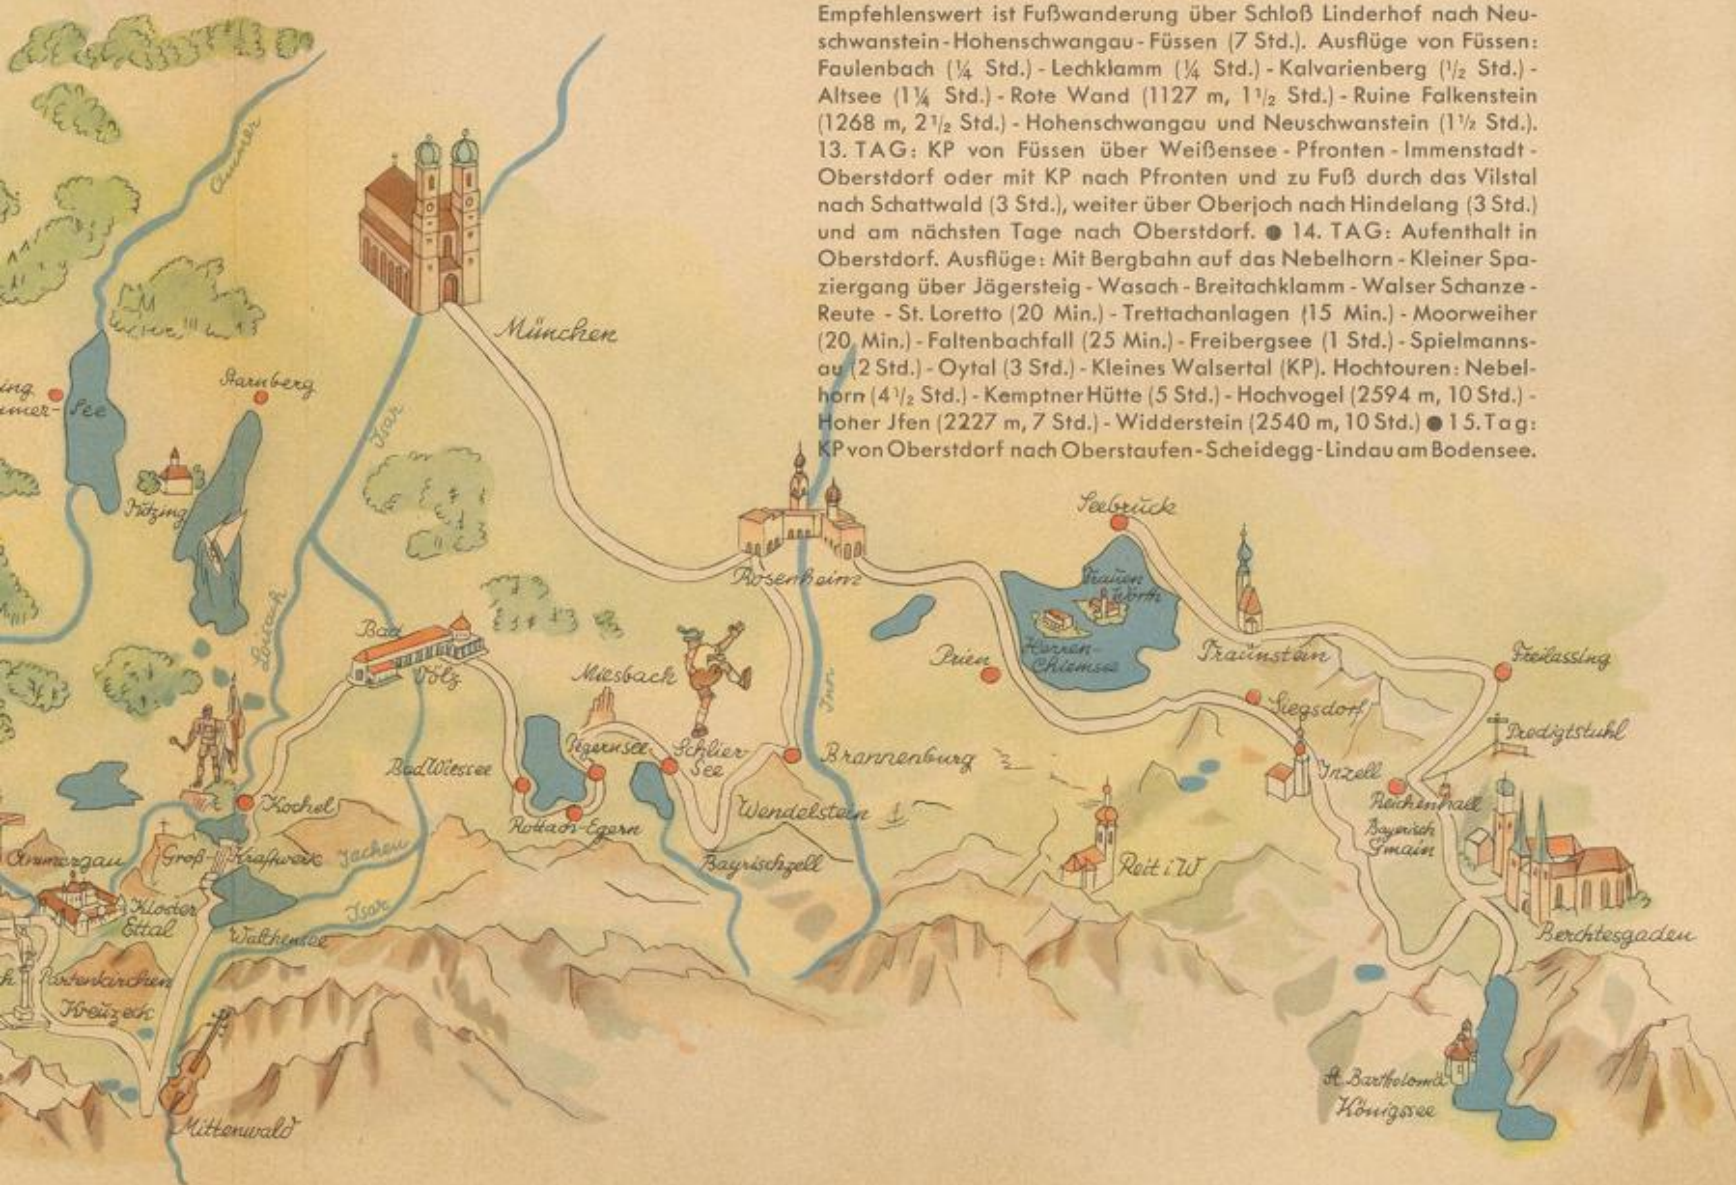 Empfehlenswert ist Fußwanderung über Schloß Linderhof nach Neu-
schwanstein-Hohenschwangau-Füssen (7 Std.). Ausflüge von Füssen:
Faulenbach (¼ Std.) - Lechklamm (¼ Std.) - Kalvarienberg (½ Std.) -
Altsee (1¼ Std.) - Rote Wand (1127 m, 1½ Std.) - Ruine Falkenstein
(1268 m, 2½ Std.) - Hohenschwangau und Neuschwanstein (1½ Std.).
13. TAG: KP von Füssen über Weißensee - Pfronten - Immenstadt -
Oberstdorf oder mit KP nach Pfronten und zu Fuß durch das Vilstal
nach Schattwald (3 Std.), weiter über Oberjoch nach Hindelang (3 Std.)
und am nächsten Tage nach Oberstdorf. ● 14. TAG: Aufenthalt in
Oberstdorf. Ausflüge: Mit Bergbahn auf das Nebelhorn - Kleiner Spa-
ziergang über Jägersteig - Wasach - Breitachklamm - Walser Schanze -
Reute - St. Loretto (20 Min.) - Trettachanlagen (15 Min.) - Moorweiher
(20 Min.) - Faltenbachfall (25 Min.) - Freibergsee (1 Std.) - Spielmanns-
au (2 Std.) - Oytal (3 Std.) - Kleines Walsertal (KP). Hochtouren: Nebel-
horn (4½ Std.) - Kemptner Hütte (5 Std.) - Hochvogel (2594 m, 10 Std.) -
Hoher Jfen (2227 m, 7 Std.) - Widderstein (2540 m, 10 Std.) ● 15. Tag:
KP von Oberstdorf nach Oberstaufen - Scheidegg - Lindau am Bodensee.
Ammer
München
Starnberg
See
Isar
Tutzing
Seebruck
Rosenheim
Frauen
Wörth
Herren-
Chiemsee
Loisach
Bad
Tölz
Miesbach
Prien
Traunstein
Freilassing
Inn
Siegsdorf
Predigtstuhl
Tegernsee
Schlier-
See
Brannenburg
Bad Wiessee
Inzell
Kochel
Wendelstein
Reichenhall
Rottach-Egern
Bayerisch
Gmain
Ammergau
Groß-
Kraftwerk
Jachen
Bayrischzell
Reit i W
Kloster
Ettal
Isar
Walchensee
Berchtesgaden
Partenkirchen
Kreuzeck
St. Bartholomä
Königssee
Mittenwald